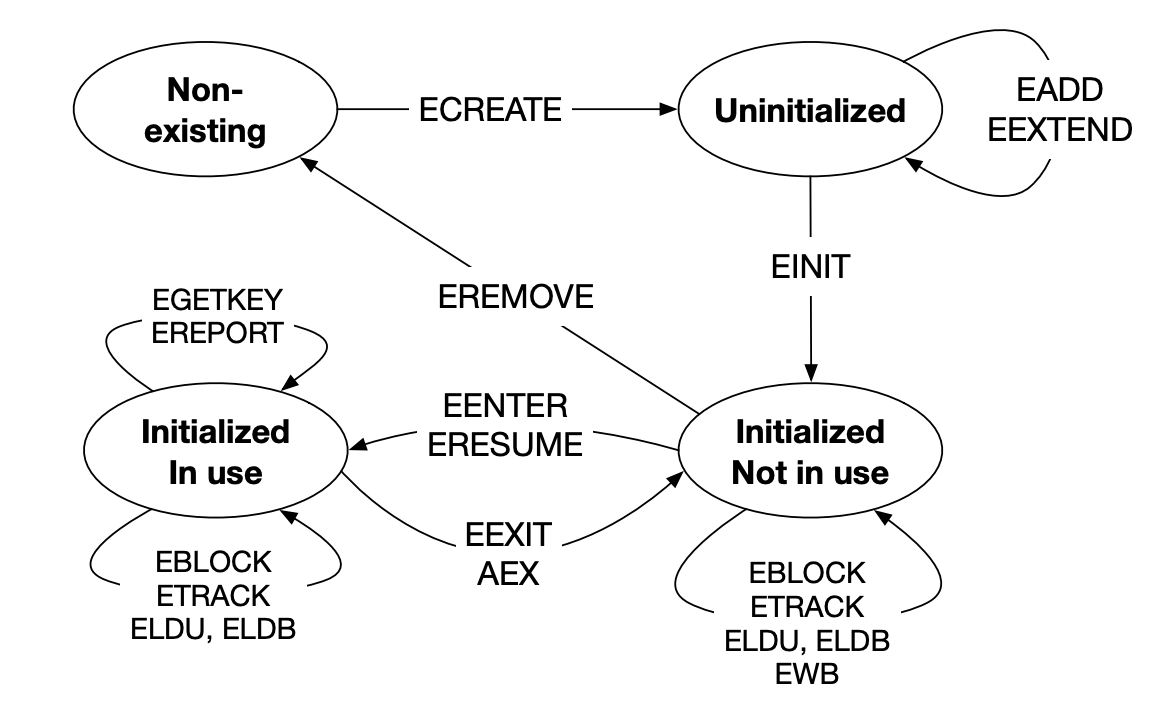 Non-
existing
ECREATE
Uninitialized
EADD
EEXTEND
EINIT
EREMOVE
EGETKEY
EREPORT
Initialized
In use
EENTER
ERESUME
Initialized
Not in use
EEXIT
AEX
EBLOCK
ETRACK
ELDU, ELDB
EBLOCK
ETRACK
ELDU, ELDB
EWB